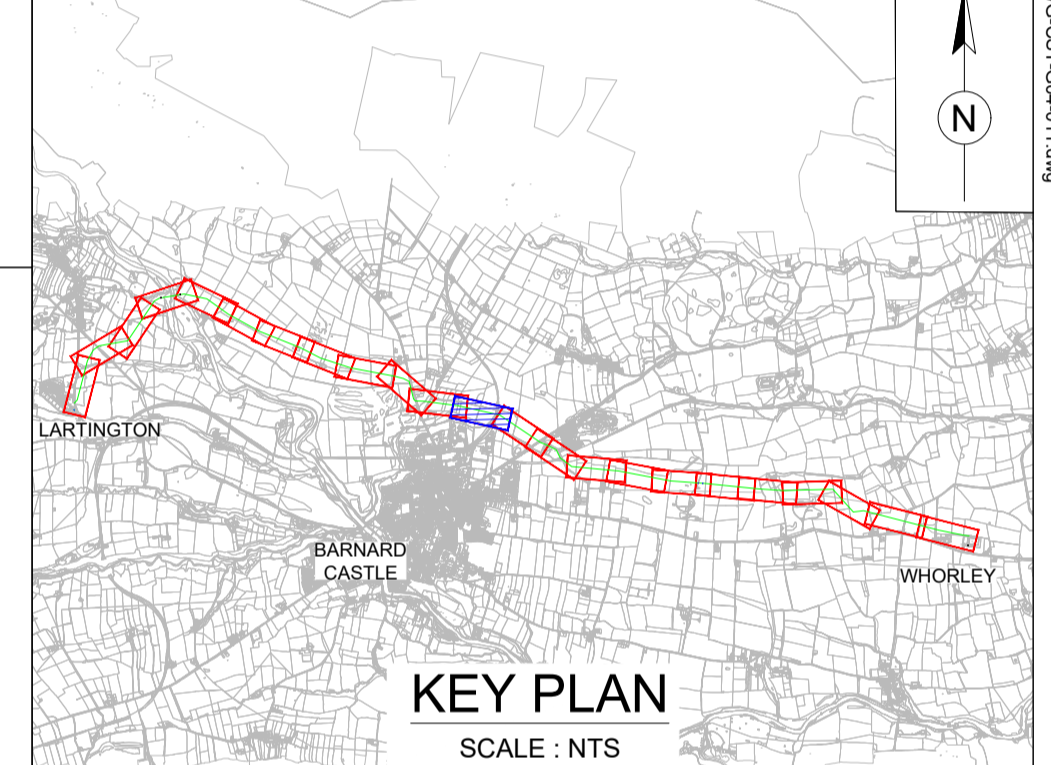 N
LARTINGTON
BARNARD
CASTLE
WHORLEY
KEY PLAN
SCALE : NTS